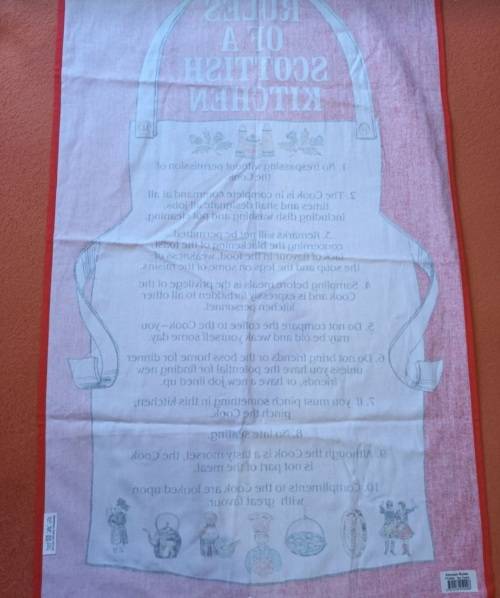 RULES
OF A
SCOTTISH
KITCHEN
1. No trespassing without permission of
the Cook.
2. The Cook is in complete command at all
times and shall designate all jobs
including dish washing and pot cleaning.
3. Remarks will not be permitted
concerning the blackening of the toast,
lack of flavour in the food, weakness of
the soup and the legs on some of the
4. Sampling before meals is the privilege of the
Cook and is expressly forbidden to all other
kitchen personnel.
5. Do not compare the coffee to the Cook—you
may be old and weak yourself some day.
6. Do not bring friends or the boss home for dinner
unless you have the potential for finding new
friends, or have a new job lined up.
7. If you must pinch something in this kitchen,
pinch the Cook.
8. No late seating.
9. Although the Cook is a tasty morsel, the Cook
is not part of the meal.
10. Compliments to the Cook are looked upon
with great favour.